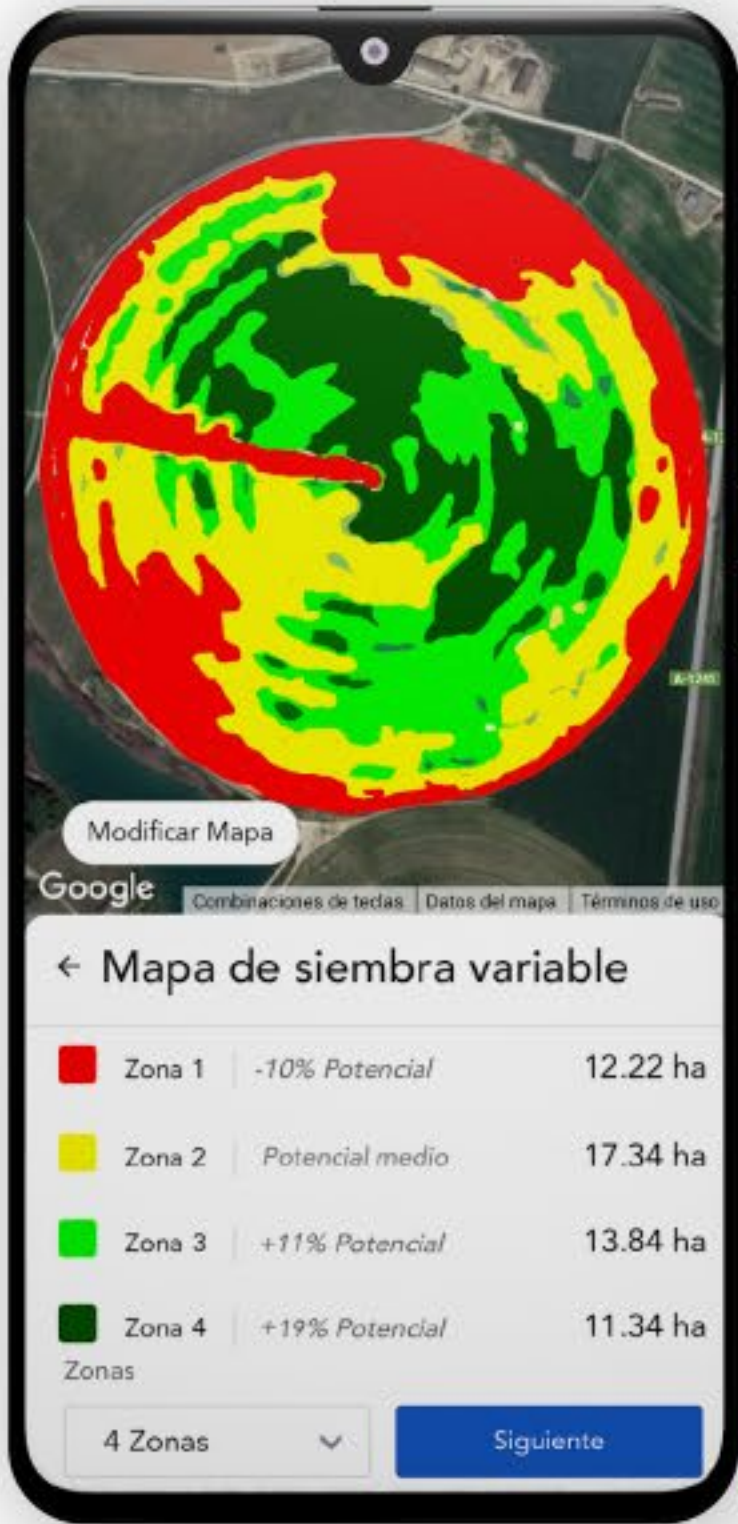 A-1241
Modificar Mapa
Google
Combinaciones de teclas
Datos del mapa
Términos de uso
← Mapa de siembra variable
Zona 1 -10% Potencial 12.22 ha
Zona 2 Potencial medio 17.34 ha
Zona 3 +11% Potencial 13.84 ha
Zona 4 +19% Potencial 11.34 ha
Zonas
4 Zonas
Siguiente